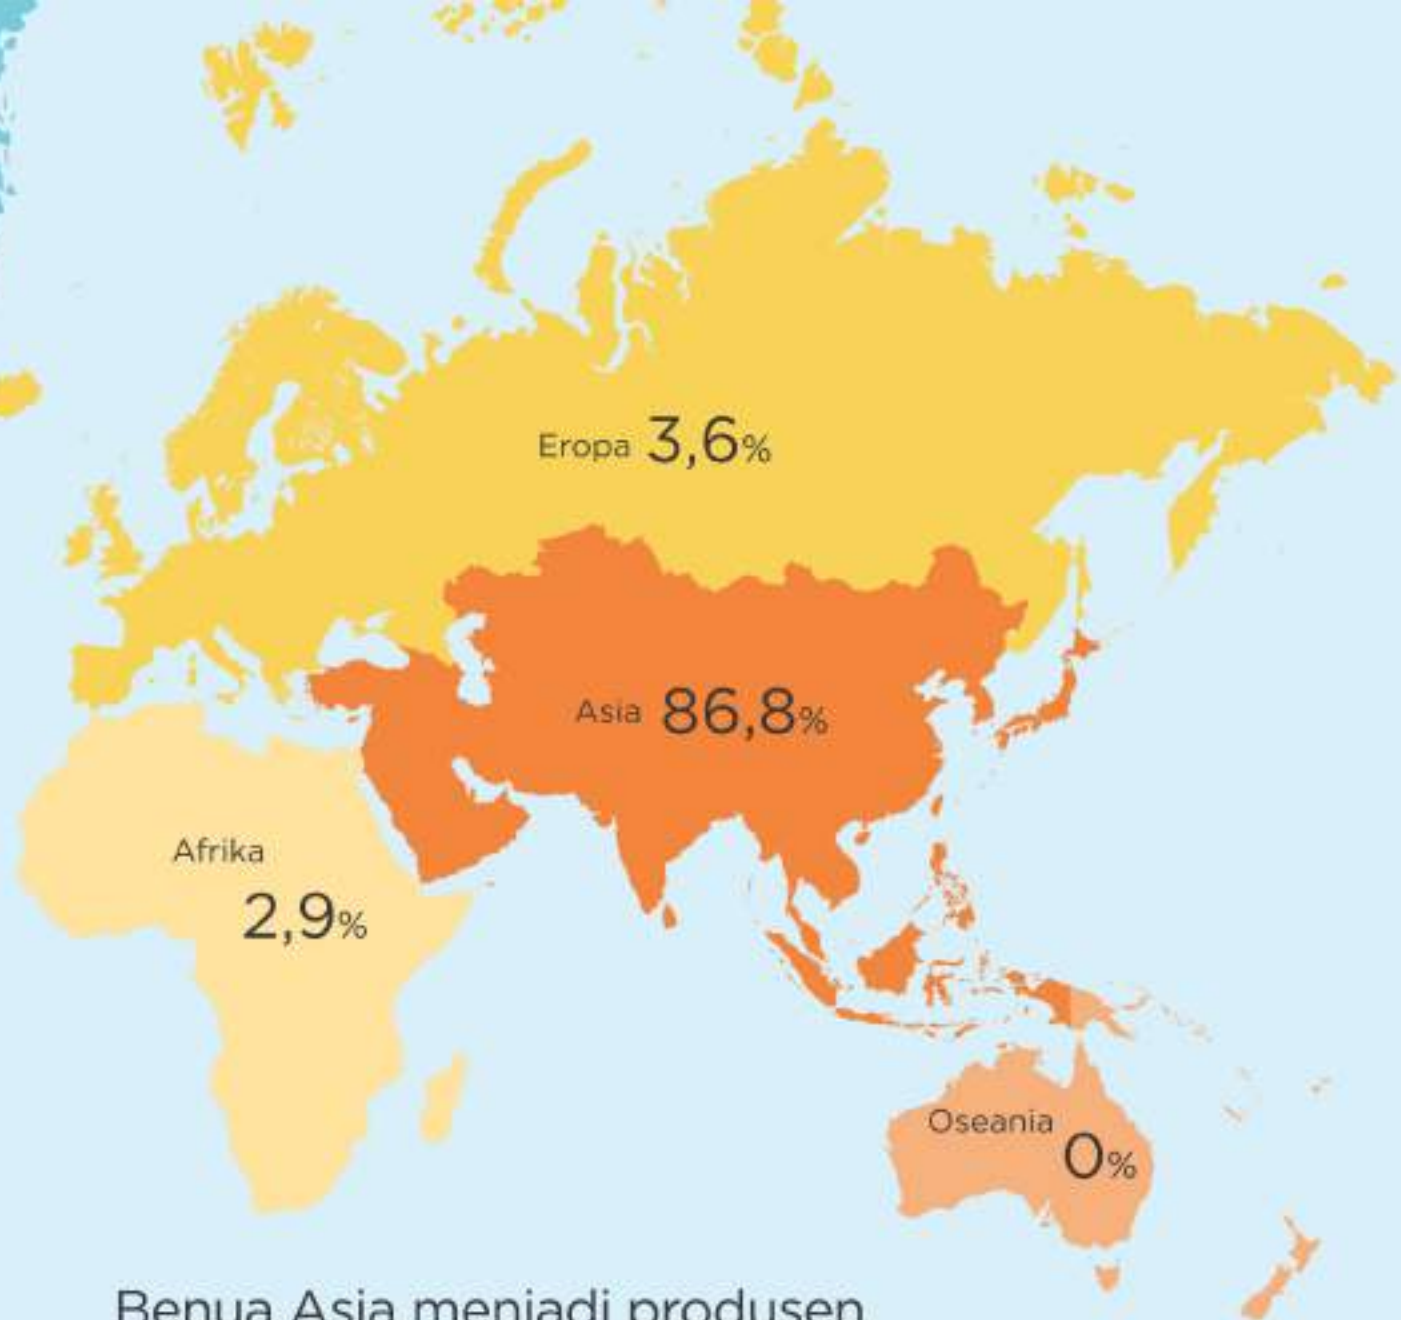 Eropa 3,6%
Asia 86,8%
Afrika
2,9%
Oseania
0%
Benua Asia menjadi produsen